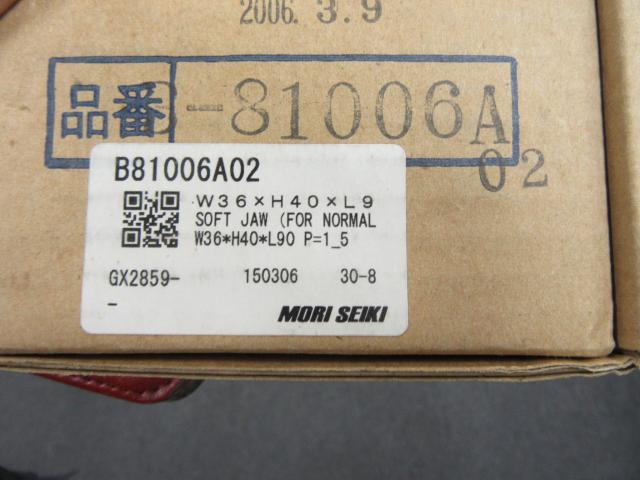 2006. 3. 9
品番 B-81006A
02
B81006A02
W36×H40×L9
SOFT JAW (FOR NORMAL
W36*H40*L90 P=1_5
GX2859- 150306 30-8
-
MORI SEIKI